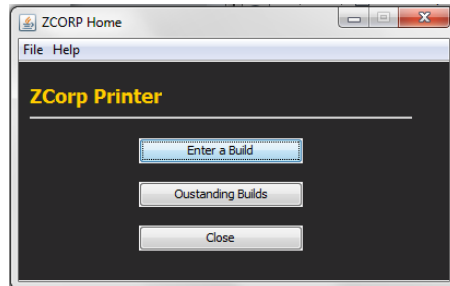 ZCORP Home
File Help
ZCorp Printer
Enter a Build
Oustanding Builds
Close